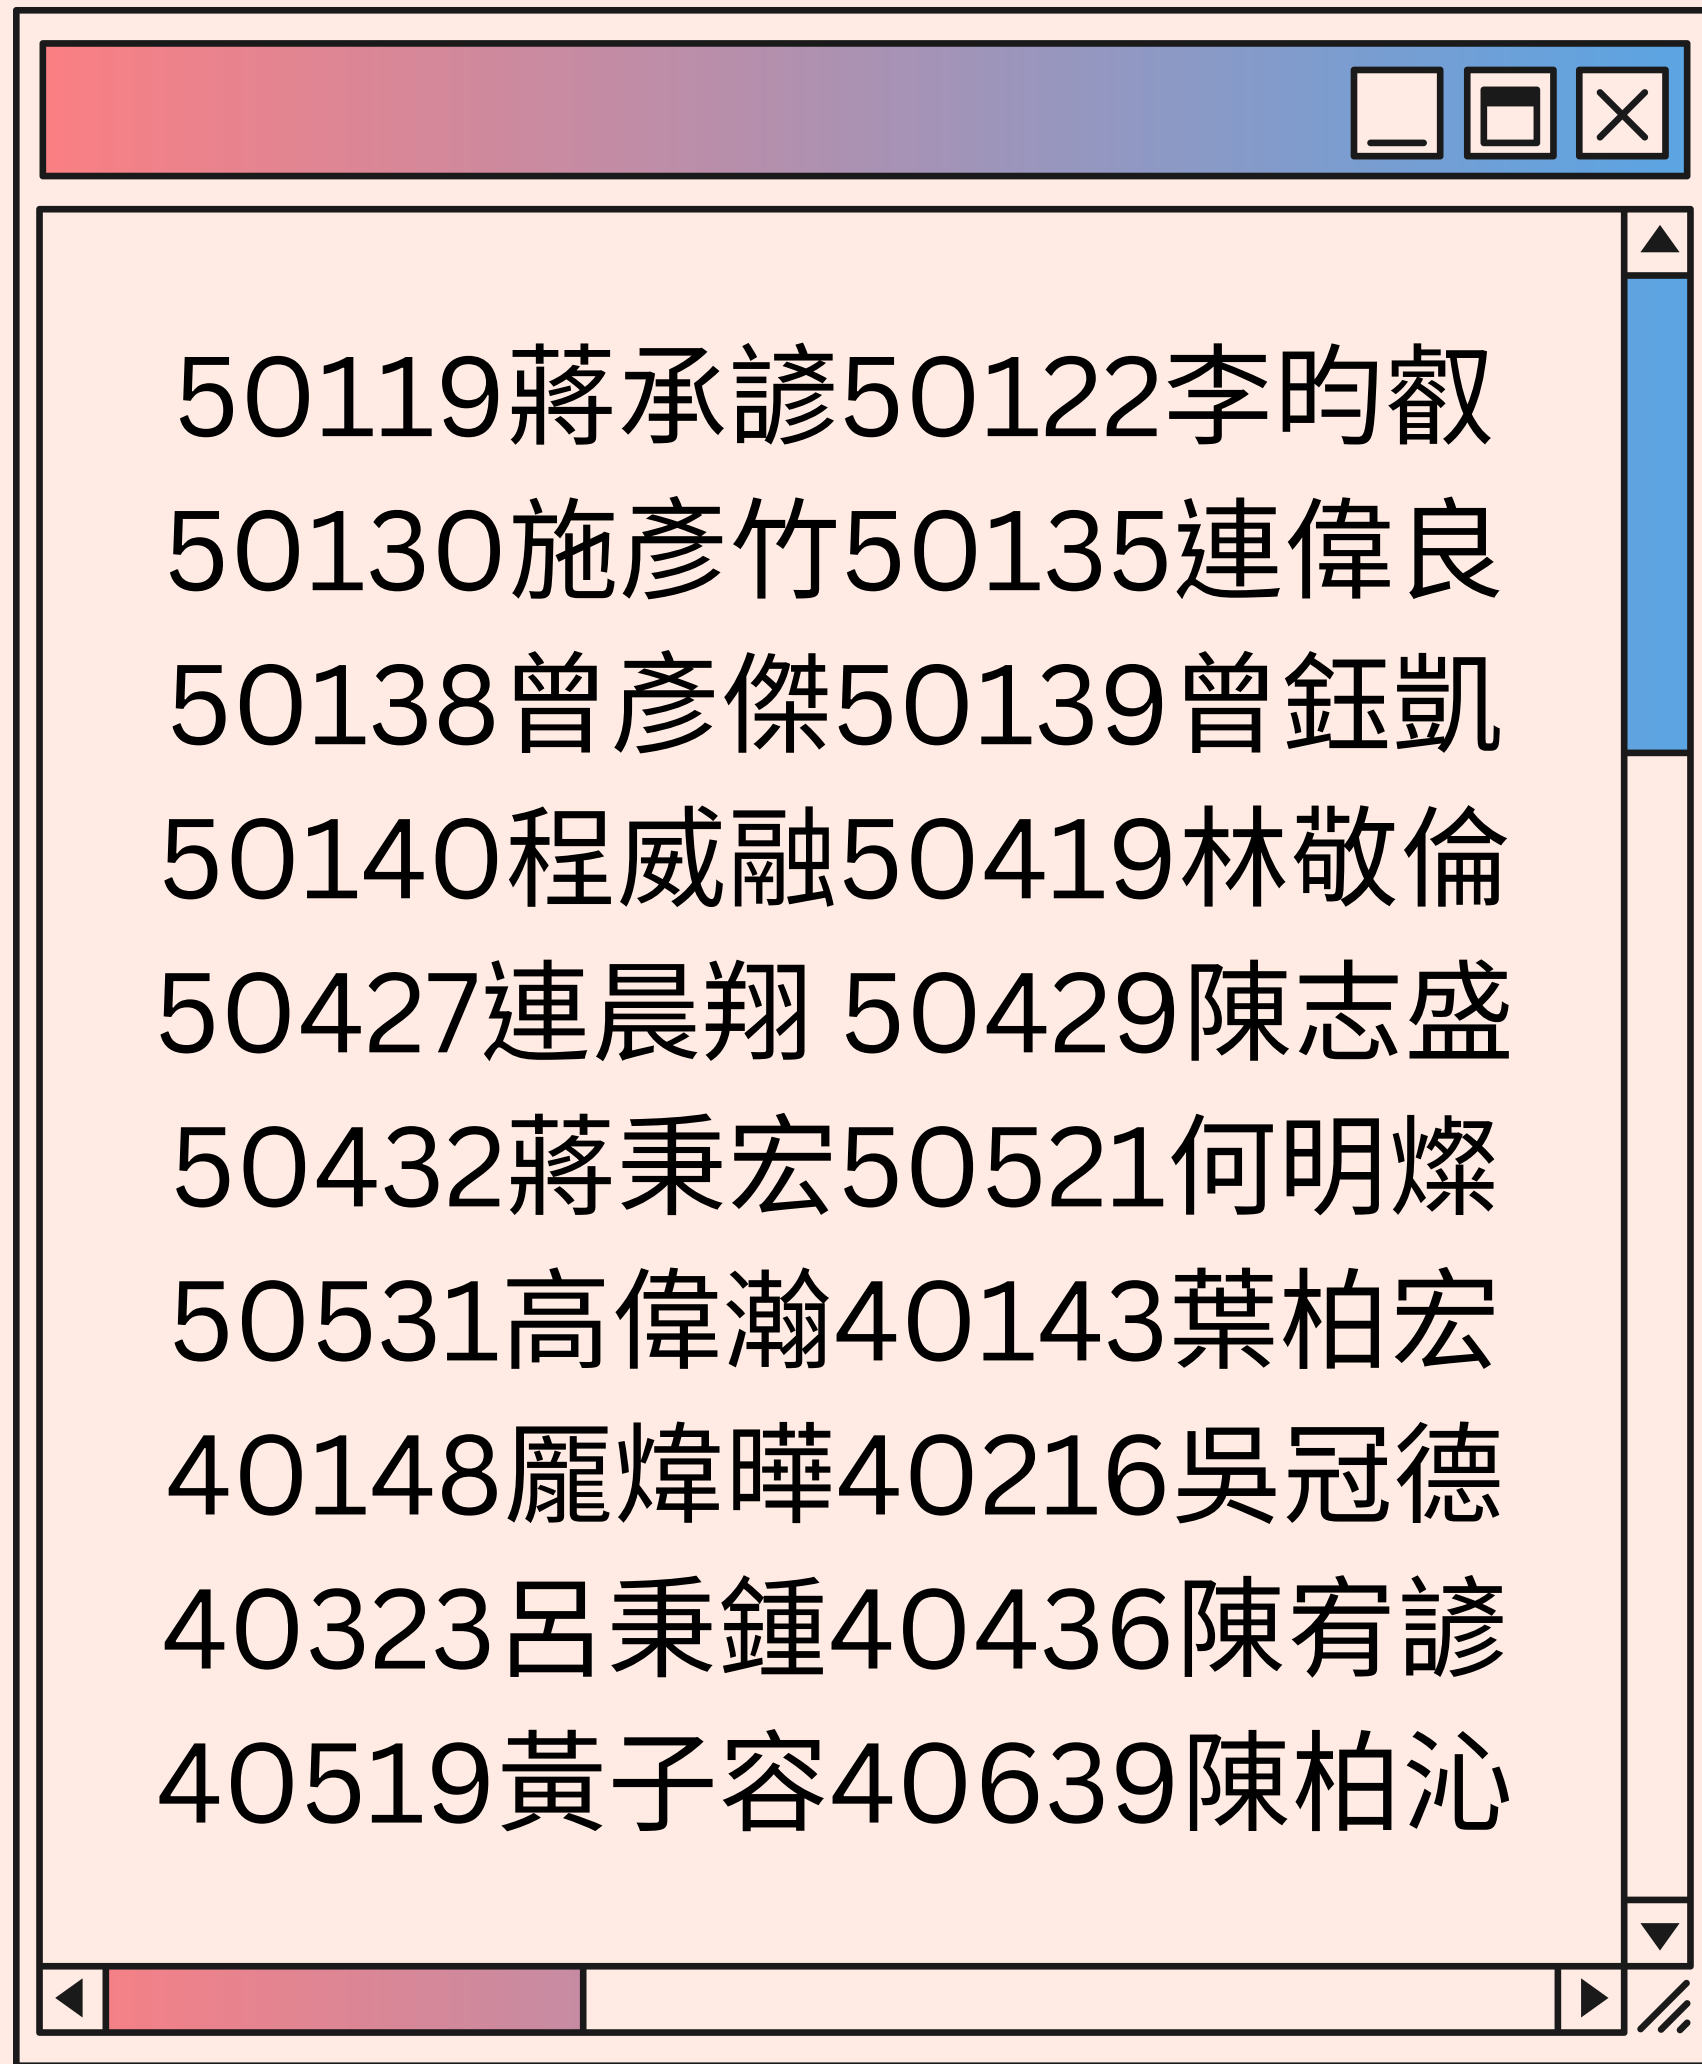 50119蔣承諺50122李昀叡
50130施彥竹50135連偉良
50138曾彥傑50139曾鈺凱
50140程威融50419林敬倫
50427連晨翔 50429陳志盛
50432蔣秉宏50521何明燦
50531高偉瀚40143葉柏宏
40148龎煒曄40216吳冠德
40323呂秉鍾40436陳宥諺
40519黃子容40639陳柏沁